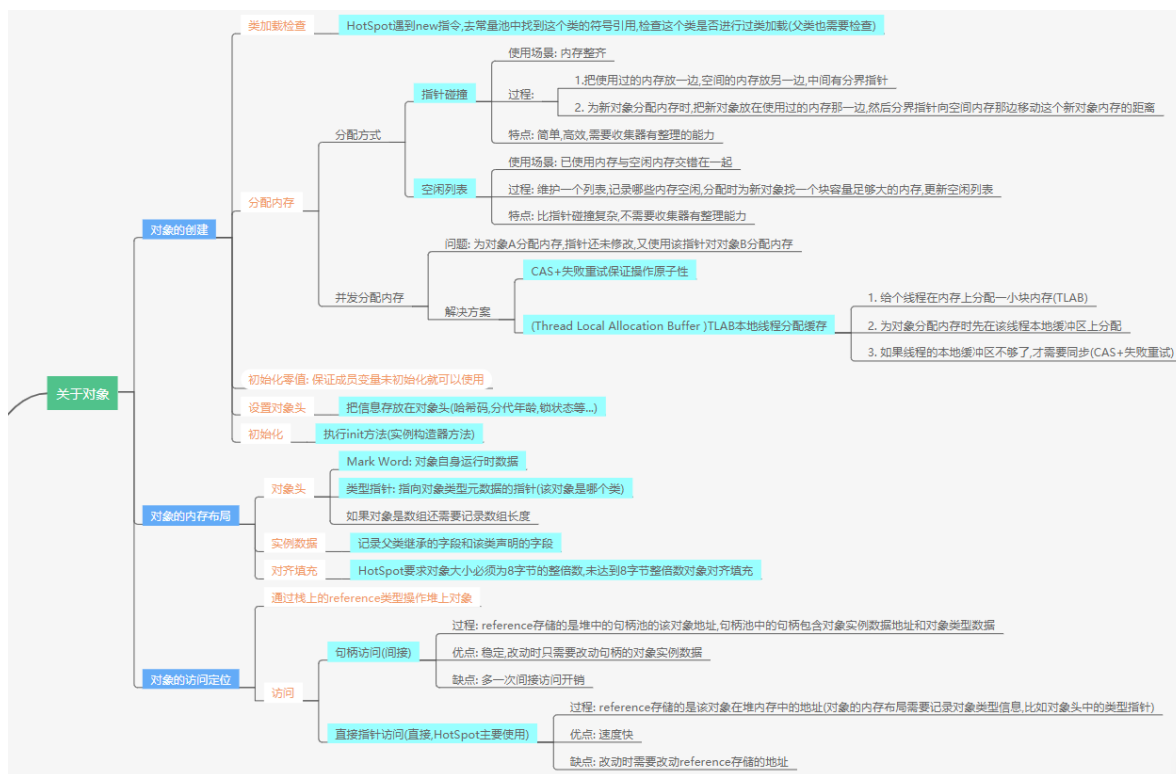 关于对象
对象的创建
类加载检查
HotSpot遇到new指令,去常量池中找到这个类的符号引用,检查这个类是否进行过类加载(父类也需要检查)
分配内存
分配方式
指针碰撞
使用场景: 内存整齐
过程:
1.把使用过的内存放一边,空间的内存放另一边,中间有分界指针
2. 为新对象分配内存时,把新对象放在使用过的内存那一边,然后分界指针向空间内存那边移动这个新对象内存的距离
特点: 简单,高效,需要收集器有整理的能力
空闲列表
使用场景: 已使用内存与空闲内存交错在一起
过程: 维护一个列表,记录哪些内存空闲,分配时为新对象找一个块容量足够大的内存,更新空闲列表
特点: 比指针碰撞复杂,不需要收集器有整理能力
并发分配内存
问题: 为对象A分配内存,指针还未修改,又使用该指针对对象B分配内存
解决方案
CAS+失败重试保证操作原子性
(Thread Local Allocation Buffer )TLAB本地线程分配缓存
1. 给个线程在内存上分配一小块内存(TLAB)
2. 为对象分配内存时先在该线程本地缓冲区上分配
3. 如果线程的本地缓冲区不够了,才需要同步(CAS+失败重试)
初始化零值: 保证成员变量未初始化就可以使用
设置对象头
把信息存放在对象头(哈希码,分代年龄,锁状态等...)
初始化
执行init方法(实例构造器方法)
对象的内存布局
对象头
Mark Word: 对象自身运行时数据
类型指针: 指向对象类型元数据的指针(该对象是哪个类)
如果对象是数组还需要记录数组长度
实例数据
记录父类继承的字段和该类声明的字段
对齐填充
HotSpot要求对象大小必须为8字节的整倍数,未达到8字节整倍数对象对齐填充
对象的访问定位
通过栈上的reference类型操作堆上对象
访问
句柄访问(间接)
过程: reference存储的是堆中的句柄池的该对象地址,句柄池中的句柄包含对象实例数据地址和对象类型数据
优点: 稳定,改动时只需要改动句柄的对象实例数据
缺点: 多一次间接访问开销
直接指针访问(直接,HotSpot主要使用)
过程: reference存储的是该对象在堆内存中的地址(对象的内存布局需要记录对象类型信息,比如对象头中的类型指针)
优点: 速度快
缺点: 改动时需要改动reference存储的地址